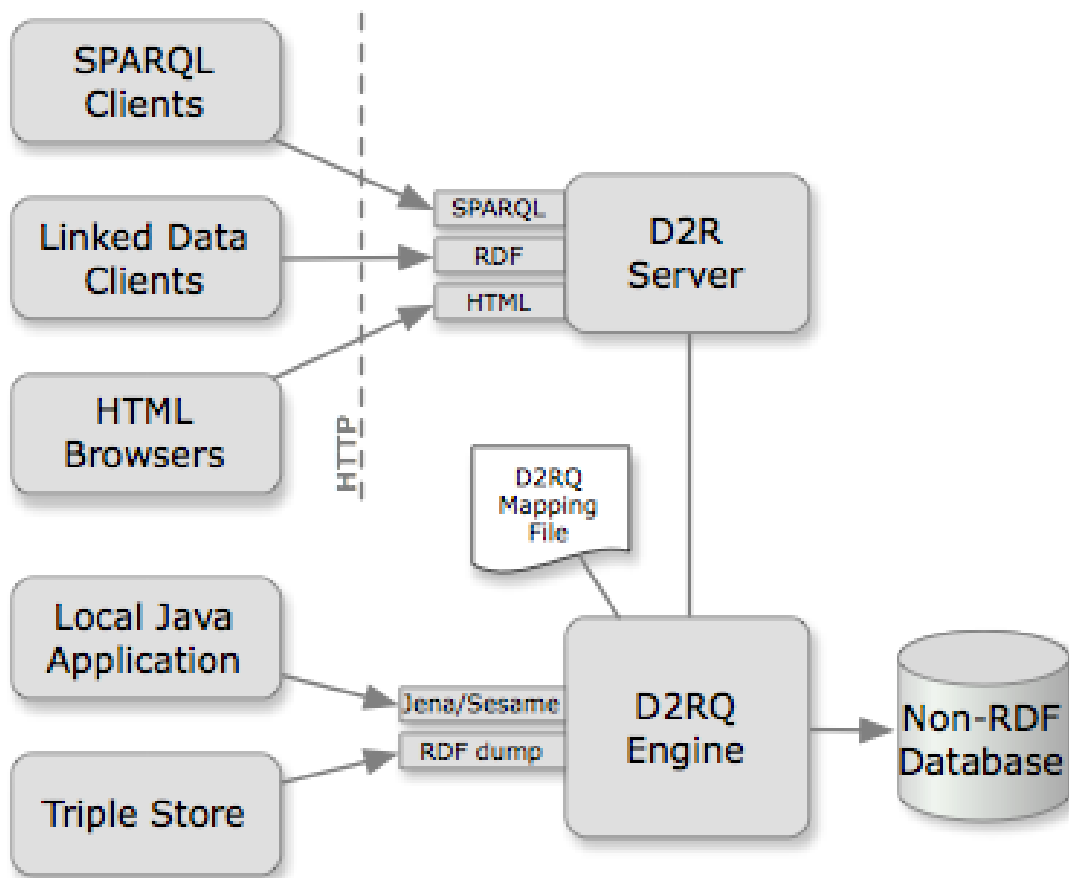 SPARQL
Clients
Linked Data
Clients
HTML
Browsers
HTTP
SPARQL
RDF
HTML
D2R
Server
D2RQ
Mapping
File
Local Java
Application
Triple Store
Jena/Sesame
RDF dump
D2RQ
Engine
Non-RDF
Database